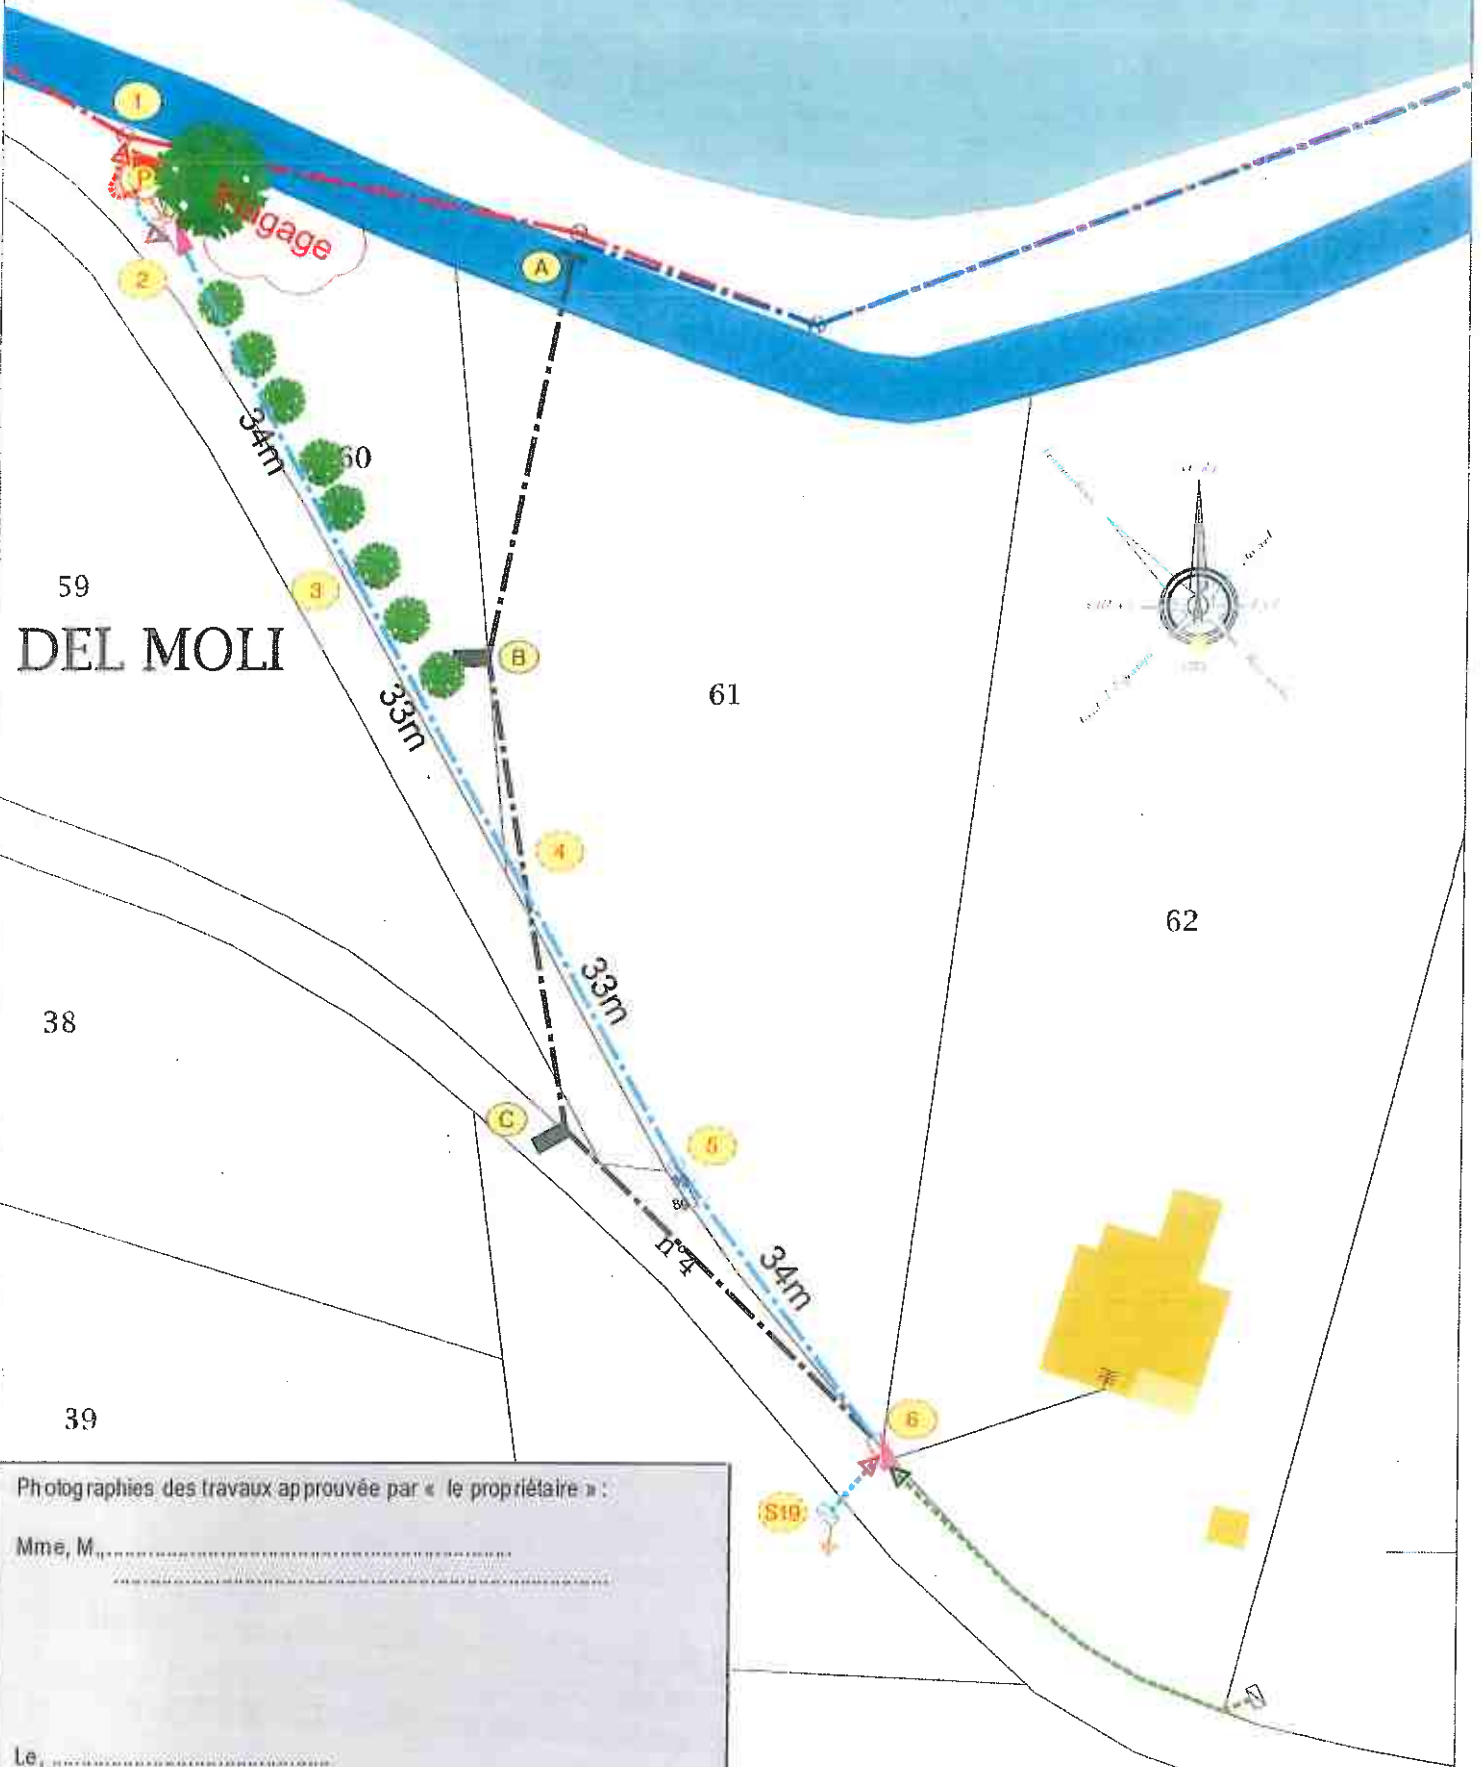 1
P
Elagage
2
A
34m
60
3
59
DEL MOLI
B
61
33m
4
62
33m
38
C
5
80
n°4
34m
39
6
S19
Photographies des travaux approuvée par « le propriétaire » :
Mme, M.
Le,